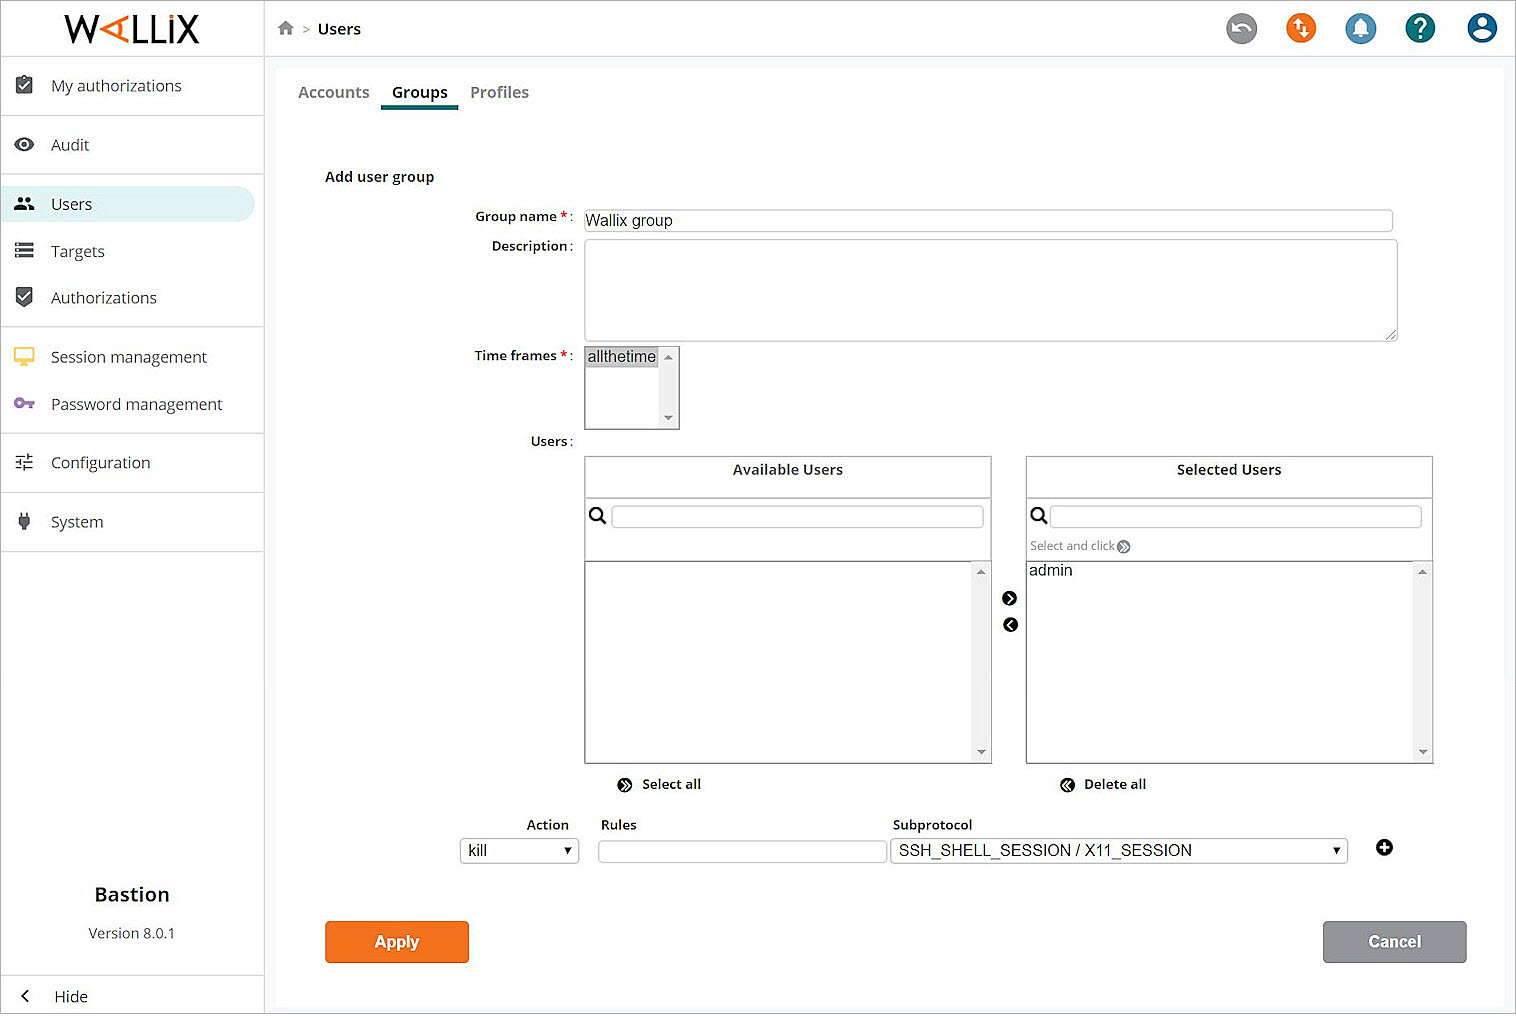 WALLIX
> Users
My authorizations
Audit
Users
Targets
Authorizations
Session management
Password management
Configuration
System
Bastion
Version 8.0.1
Hide
Accounts Groups Profiles
Add user group
Group name * : Wallix group
Description :
Time frames * : allthetime
Users :
Available Users Selected Users
Select and click
admin
Select all Delete all
Action Rules Subprotocol
kill SSH_SHELL_SESSION / X11_SESSION
Apply Cancel